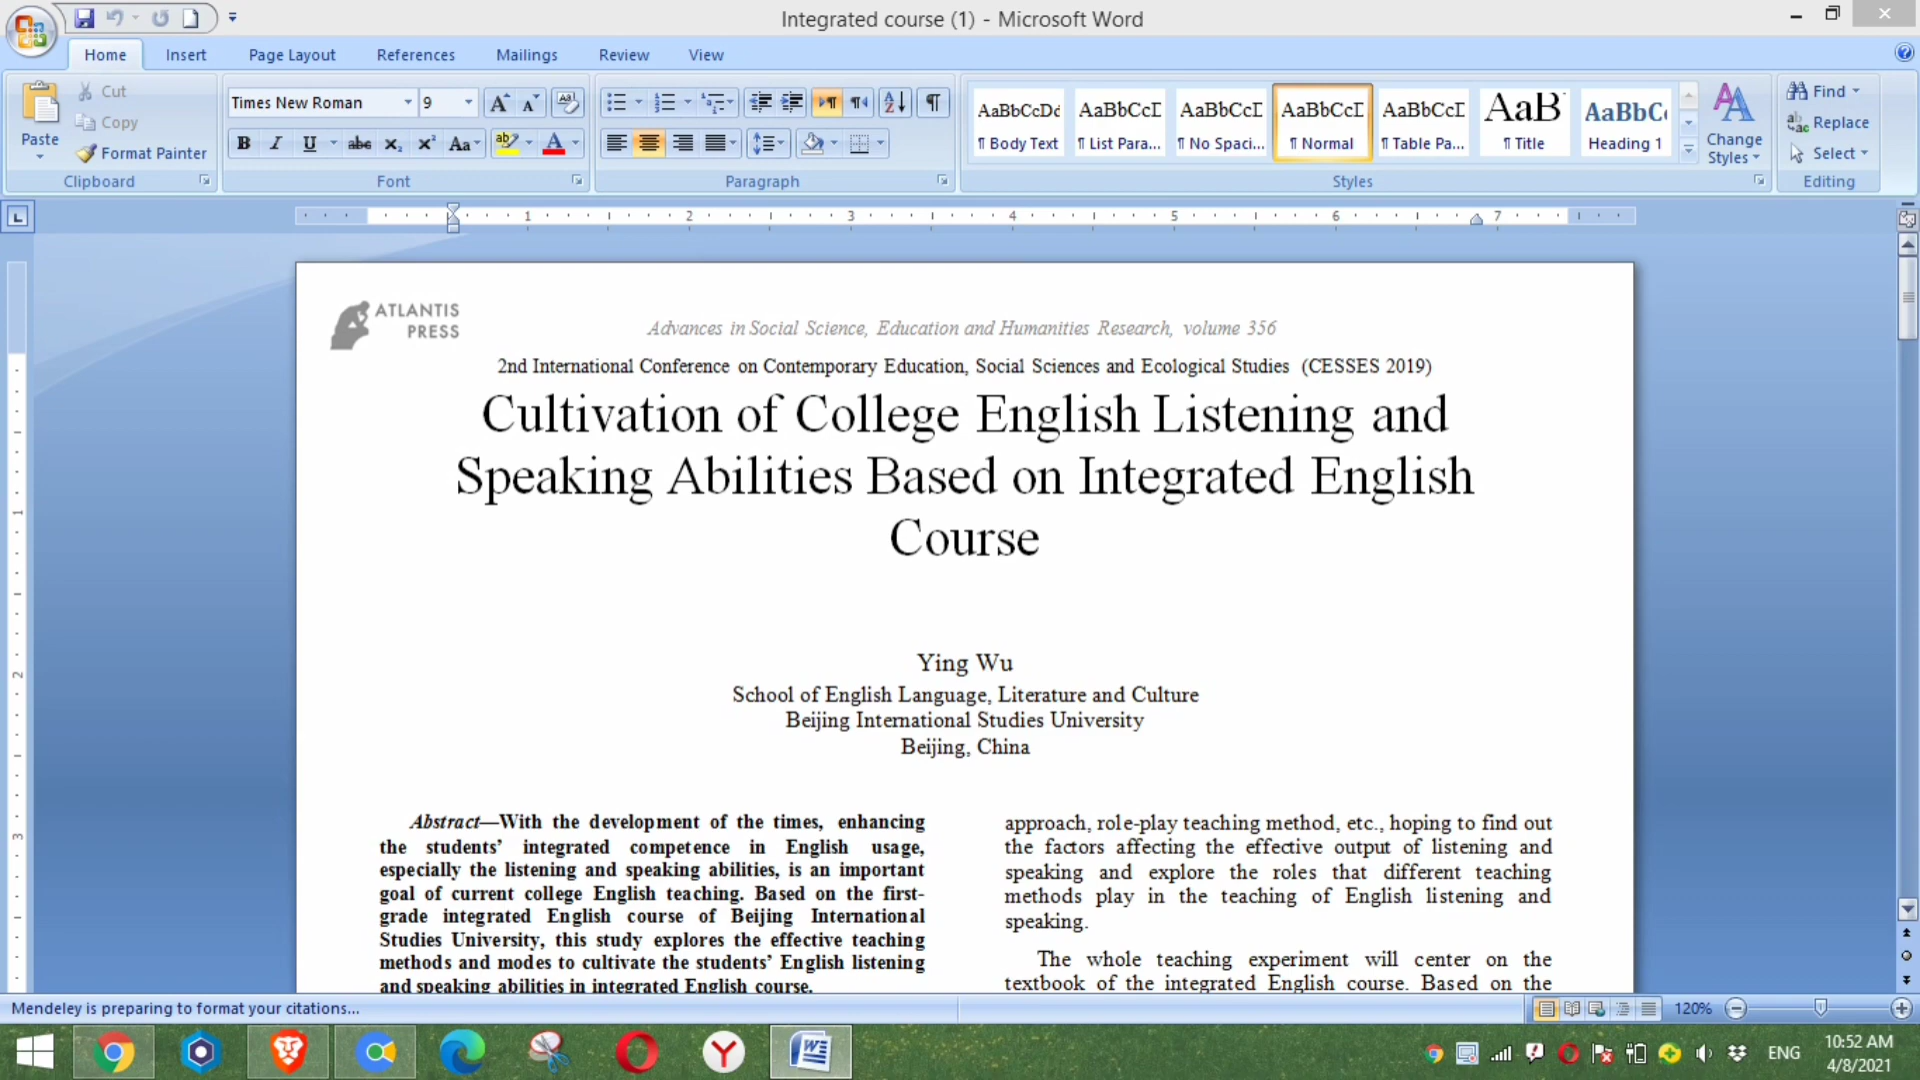 Integrated course (1) - Microsoft Word
Home Insert Page Layout References Mailings Review View
Paste
Cut
Copy
Format Painter
Clipboard
Times New Roman 9
Font
Paragraph
AaBbCcDd AaBbCcD AaBbCcD AaBbCcD AaBbCcD AaB AaBbC
¶ Body Text ¶ List Para... ¶ No Spaci... ¶ Normal ¶ Table Pa... ¶ Title Heading 1
Change
Styles
Styles
Find
Replace
Select
Editing
1 2 3 4 5 6 7
ATLANTIS
PRESS
Advances in Social Science, Education and Humanities Research, volume 356
2nd International Conference on Contemporary Education, Social Sciences and Ecological Studies (CESSES 2019)
Cultivation of College English Listening and
Speaking Abilities Based on Integrated English
Course
Ying Wu
School of English Language, Literature and Culture
Beijing International Studies University
Beijing, China
Abstract—With the development of the times, enhancing
the students’ integrated competence in English usage,
especially the listening and speaking abilities, is an important
goal of current college English teaching. Based on the first-
grade integrated English course of Beijing International
Studies University, this study explores the effective teaching
methods and modes to cultivate the students’ English listening
and speaking abilities in integrated English course.
approach, role-play teaching method, etc., hoping to find out
the factors affecting the effective output of listening and
speaking and explore the roles that different teaching
methods play in the teaching of English listening and
speaking.
The whole teaching experiment will center on the
textbook of the integrated English course. Based on the
Mendeley is preparing to format your citations...
120%
ENG
10:52 AM
4/8/2021